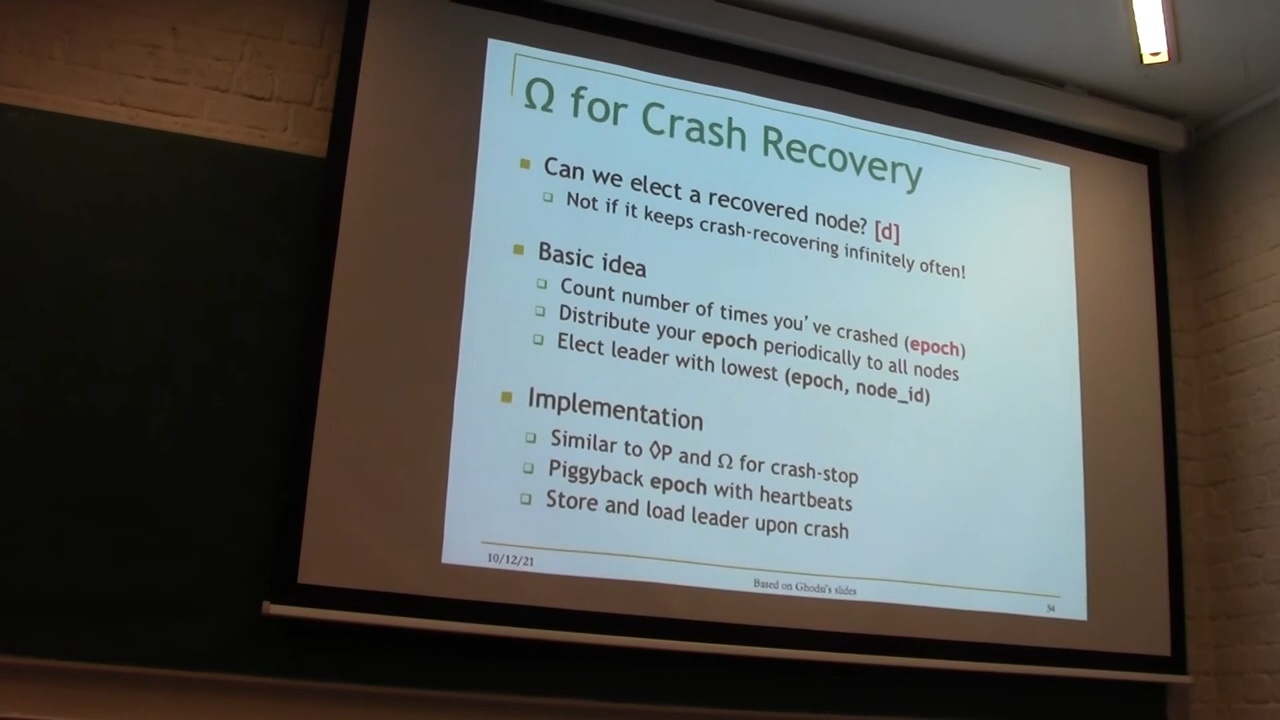 Ω for Crash Recovery
Can we elect a recovered node? [d]
Not if it keeps crash-recovering infinitely often!
Basic idea
Count number of times you've crashed (epoch)
Distribute your epoch periodically to all nodes
Elect leader with lowest (epoch, node_id)
Implementation
Similar to ◊P and Ω for crash-stop
Piggyback epoch with heartbeats
Store and load leader upon crash
10/12/21
Based on Ghodsi's slides
34